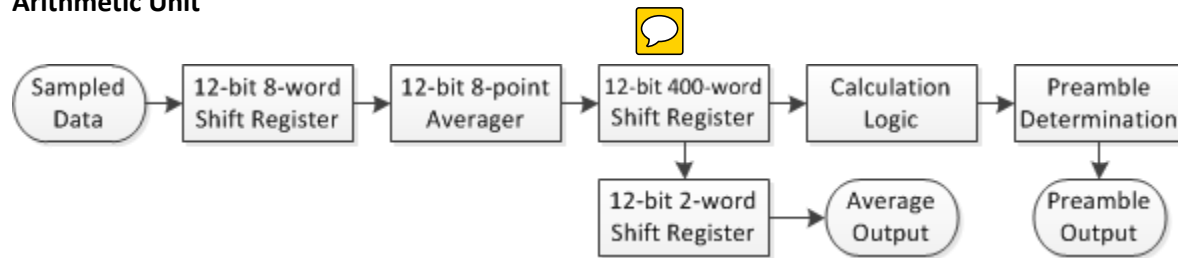 Arithmetic Unit
Sampled
Data
12-bit 8-word
Shift Register
12-bit 8-point
Averager
12-bit 400-word
Shift Register
Calculation
Logic
Preamble
Determination
12-bit 2-word
Shift Register
Average
Output
Preamble
Output